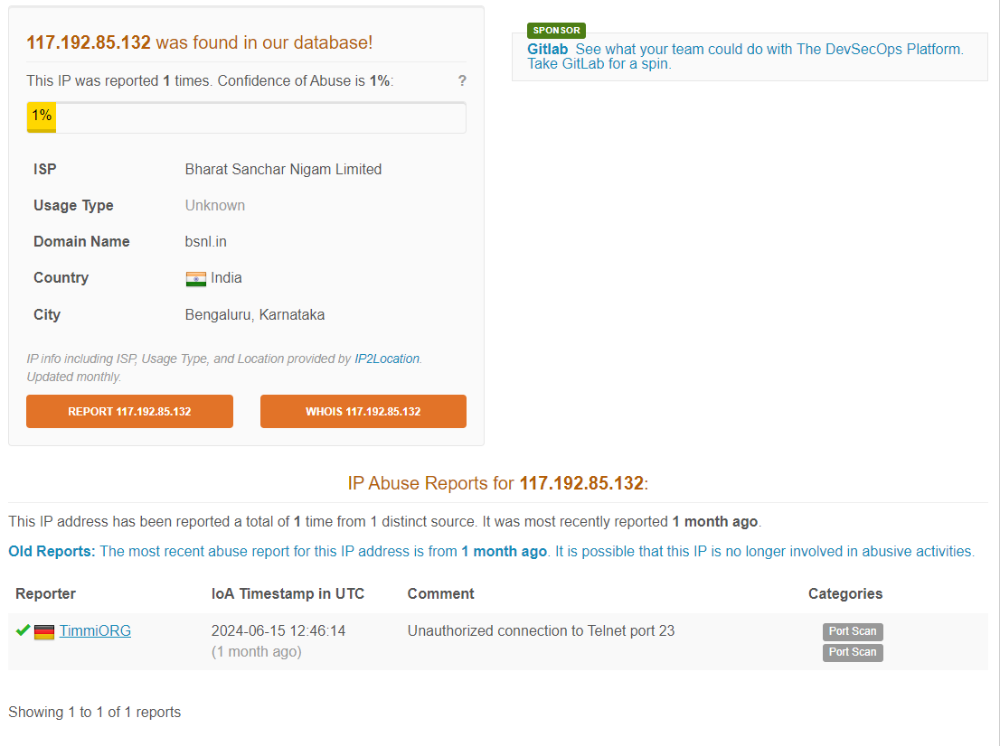 117.192.85.132 was found in our database!
This IP was reported 1 times. Confidence of Abuse is 1%: ?
1%
ISP Bharat Sanchar Nigam Limited
Usage Type Unknown
Domain Name bsnl.in
Country India
City Bengaluru, Karnataka
IP info including ISP, Usage Type, and Location provided by IP2Location.
Updated monthly.
REPORT 117.192.85.132 WHOIS 117.192.85.132
SPONSOR
Gitlab See what your team could do with The DevSecOps Platform.
Take GitLab for a spin.
IP Abuse Reports for 117.192.85.132:
This IP address has been reported a total of 1 time from 1 distinct source. It was most recently reported 1 month ago.
Old Reports: The most recent abuse report for this IP address is from 1 month ago. It is possible that this IP is no longer involved in abusive activities.
Reporter IoA Timestamp in UTC Comment Categories
TimmiORG 2024-06-15 12:46:14 Unauthorized connection to Telnet port 23 Port Scan
(1 month ago) Port Scan
Showing 1 to 1 of 1 reports